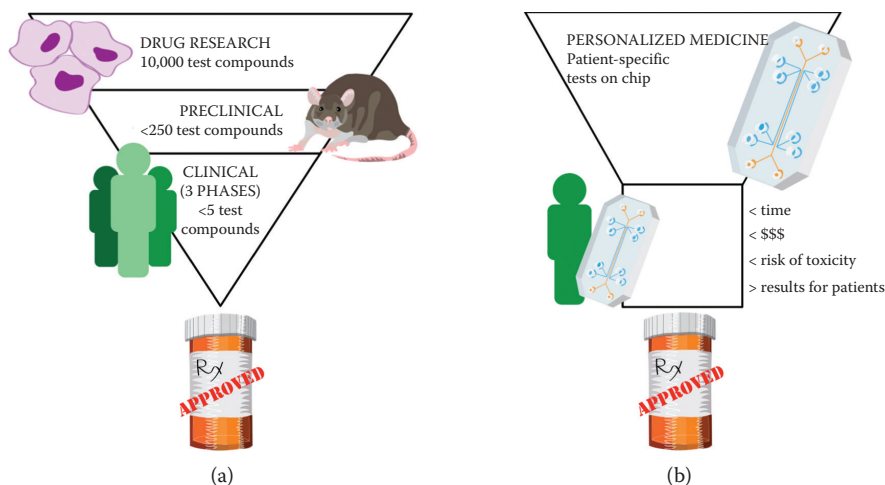 DRUG RESEARCH
10,000 test compounds
PRECLINICAL
<250 test compounds
CLINICAL
(3 PHASES)
<5 test
compounds
Rx
APPROVED
(a)
PERSONALIZED MEDICINE
Patient-specific
tests on chip
< time
< $$$
< risk of toxicity
> results for patients
Rx
APPROVED
(b)